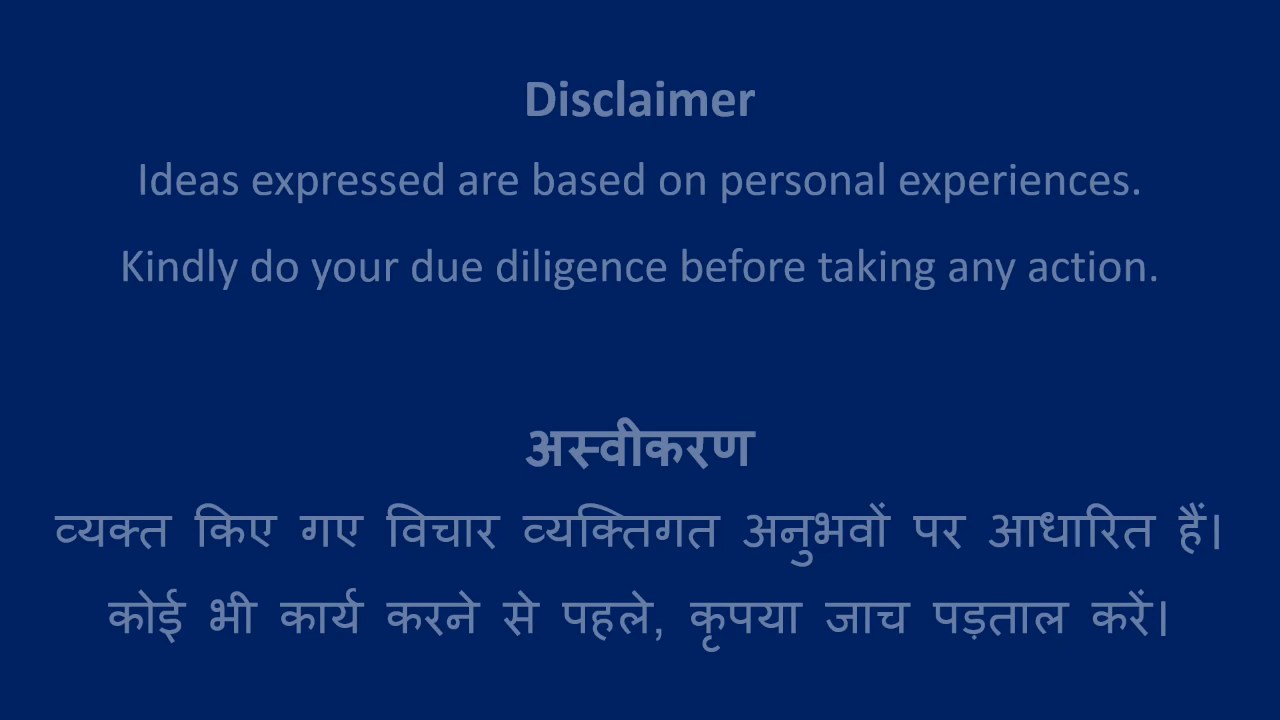 Disclaimer
Ideas expressed are based on personal experiences.
Kindly do your due diligence before taking any action.
अस्वीकरण
व्यक्त किए गए विचार व्यक्तिगत अनुभवों पर आधारित हैं।
कोई भी कार्य करने से पहले, कृपया जाच पड़ताल करें।